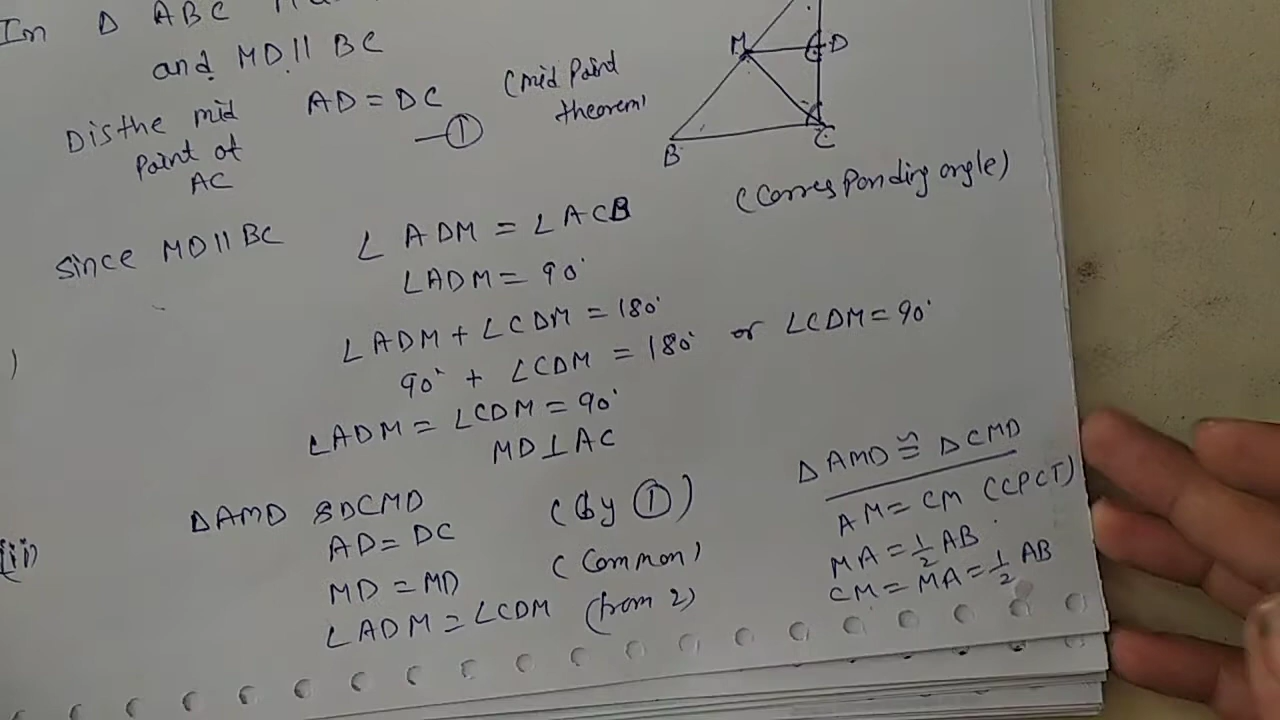 In Δ ABC
and MD || BC
D is the mid
point of
AC
AD = DC
—①
(mid point
theorem)
M
D
B
C
since MD || BC
∠ADM = ∠ACB
(corresponding angle)
∠ADM = 90°
∠ADM + ∠CDM = 180°
90° + ∠CDM = 180° or ∠CDM = 90°
∠ADM = ∠CDM = 90°
MD ⊥ AC
)
(ii)
ΔAMD & ΔCMD
AD = DC (by ①)
MD = MD (common)
∠ADM = ∠CDM (from 2)
ΔAMD ≅ ΔCMD
AM = CM (CPCT)
MA = 1/2 AB
CM = MA = 1/2 AB